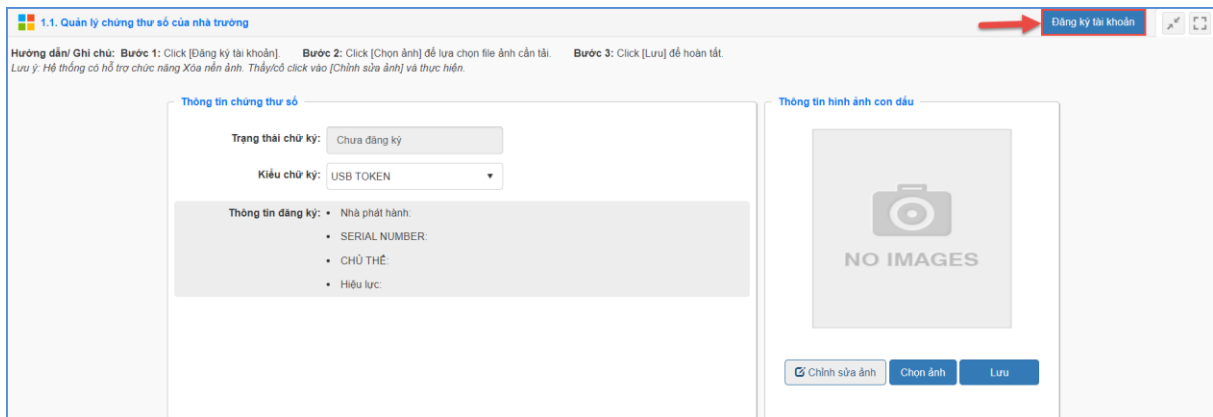 1.1. Quản lý chứng thư số của nhà trường
Đăng ký tài khoản
Hướng dẫn/ Ghi chú: Bước 1: Click [Đăng ký tài khoản]. Bước 2: Click [Chọn ảnh] để lựa chọn file ảnh cần tải. Bước 3: Click [Lưu] để hoàn tất.
Lưu ý: Hệ thống có hỗ trợ chức năng Xóa nền ảnh. Thầy/cô click vào [Chỉnh sửa ảnh] và thực hiện.
Thông tin chứng thư số
Trạng thái chữ ký: Chưa đăng ký
Kiểu chữ ký: USB TOKEN
Thông tin đăng ký: • Nhà phát hành:
• SERIAL NUMBER:
• CHỦ THỂ:
• Hiệu lực:
Thông tin hình ảnh con dấu
NO IMAGES
Chỉnh sửa ảnh Chọn ảnh Lưu